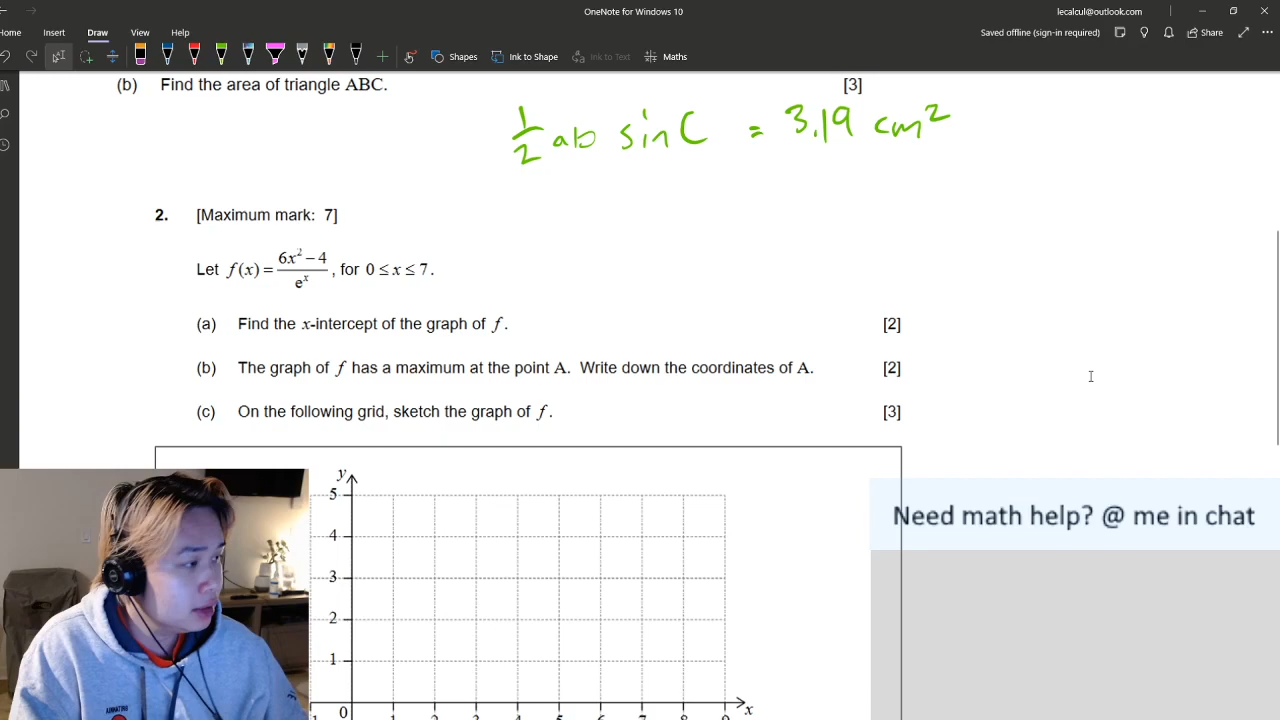 OneNote for Windows 10
lecalcul@outlook.com
Home Insert Draw View Help
Saved offline (sign-in required)
Share
Shapes Ink to Shape Ink to Text Maths
(b) Find the area of triangle ABC. [3]
1/2 ab sin C = 3.19 cm²
2. [Maximum mark: 7]
Let f(x) = (6x² − 4)/eˣ, for 0 ≤ x ≤ 7.
(a) Find the x-intercept of the graph of f. [2]
(b) The graph of f has a maximum at the point A. Write down the coordinates of A. [2]
(c) On the following grid, sketch the graph of f. [3]
y
5
4
3
2
1
0
1 2 3 4 5 6 7 8 9 x
Need math help? @ me in chat